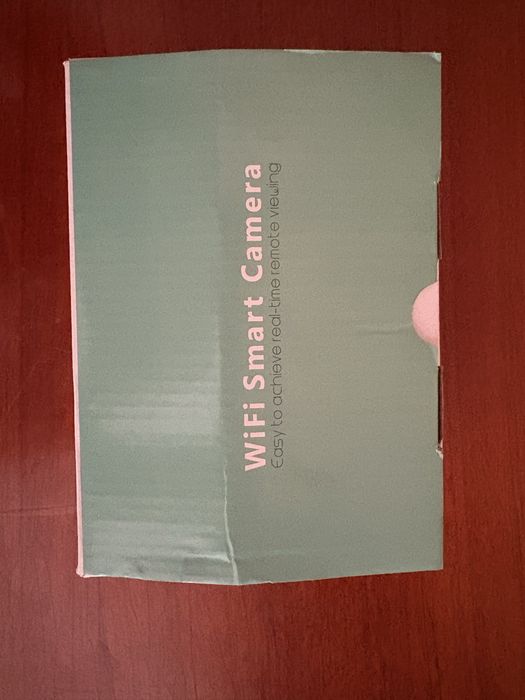 WiFi Smart Camera
Easy to achieve real-time remote viewing